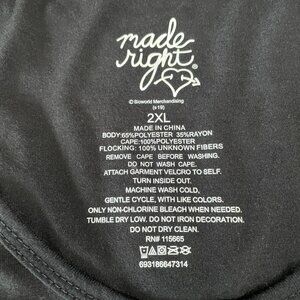 made
right
© Bioworld Merchandising
(s19)
2XL
MADE IN CHINA
BODY:65%POLYESTER 35%RAYON
CAPE:100%POLYESTER
FLOCKING: 100% UNKNOWN FIBERS
REMOVE CAPE BEFORE WASHING.
DO NOT WASH CAPE.
ATTACH GARMENT VELCRO TO SELF.
TURN INSIDE OUT.
MACHINE WASH COLD,
GENTLE CYCLE, WITH LIKE COLORS.
ONLY NON-CHLORINE BLEACH WHEN NEEDED.
TUMBLE DRY LOW. DO NOT IRON DECORATION.
DO NOT DRY CLEAN.
RN# 115665
693186647314